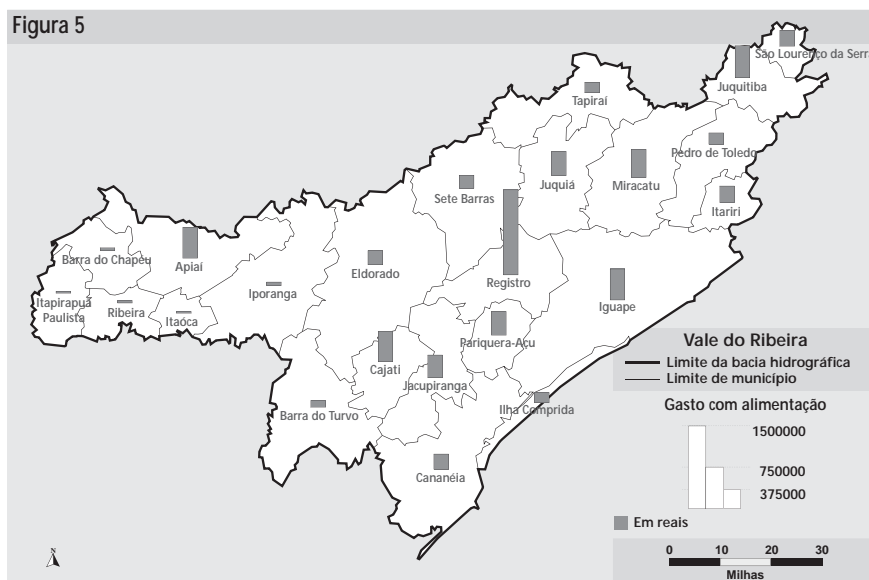 Figura 5
São Lourenço da Serra
Juquitiba
Tapiraí
Pedro de Toledo
Juquiá
Miracatu
Sete Barras
Itariri
Barra do Chapéu
Apiaí
Eldorado
Registro
Iporanga
Iguape
Itapirapuã
Paulista
Ribeira
Itaóca
Pariquera-Açu
Cajati
Jacupiranga
Barra do Turvo
Ilha Comprida
Cananéia
Vale do Ribeira
Limite da bacia hidrográfica
Limite de município
Gasto com alimentação
1500000
750000
375000
Em reais
N
0 10 20 30
Milhas